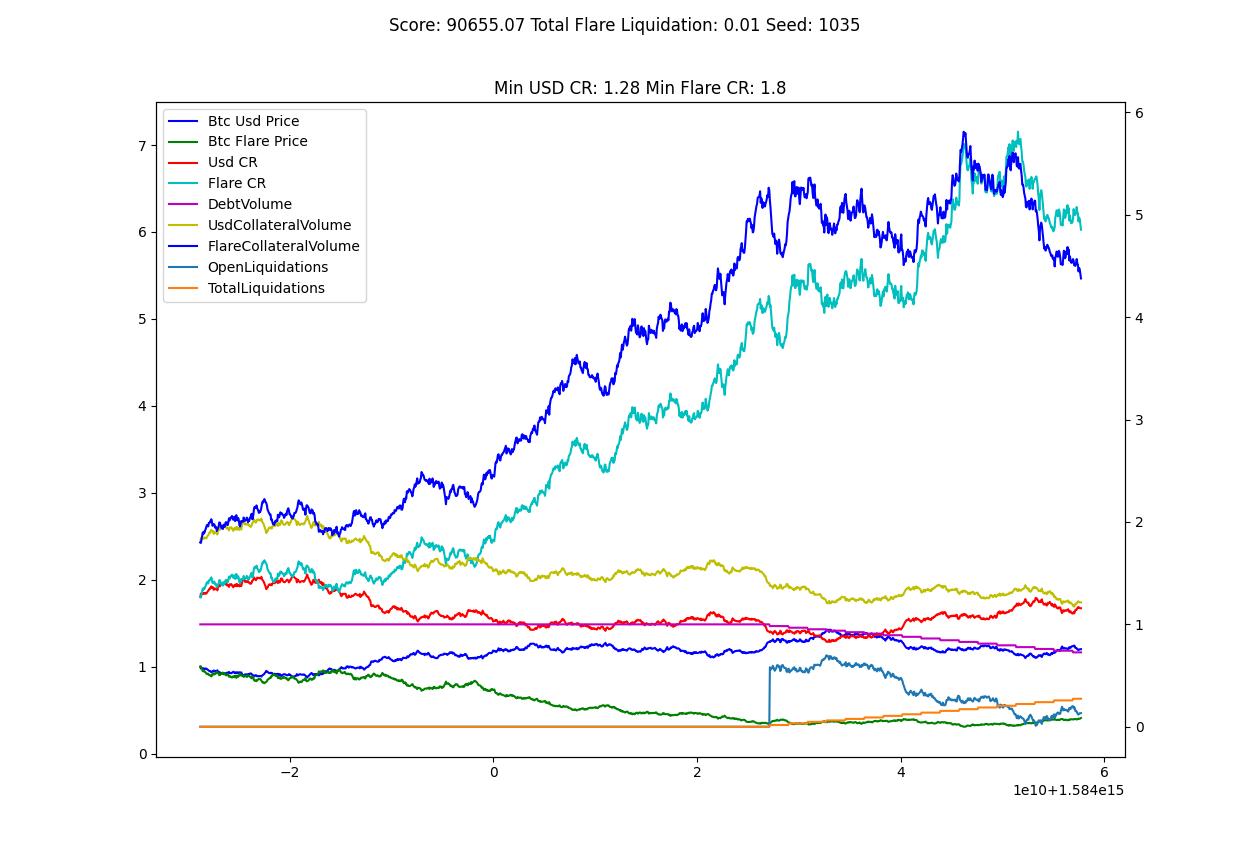 Score: 90655.07 Total Flare Liquidation: 0.01 Seed: 1035
Min USD CR: 1.28 Min Flare CR: 1.8
Btc Usd Price
Btc Flare Price
Usd CR
Flare CR
DebtVolume
UsdCollateralVolume
FlareCollateralVolume
OpenLiquidations
TotalLiquidations
7
6
5
4
3
2
1
0
6
5
4
3
2
1
0
−2
0
2
4
6
1e10+1.584e15